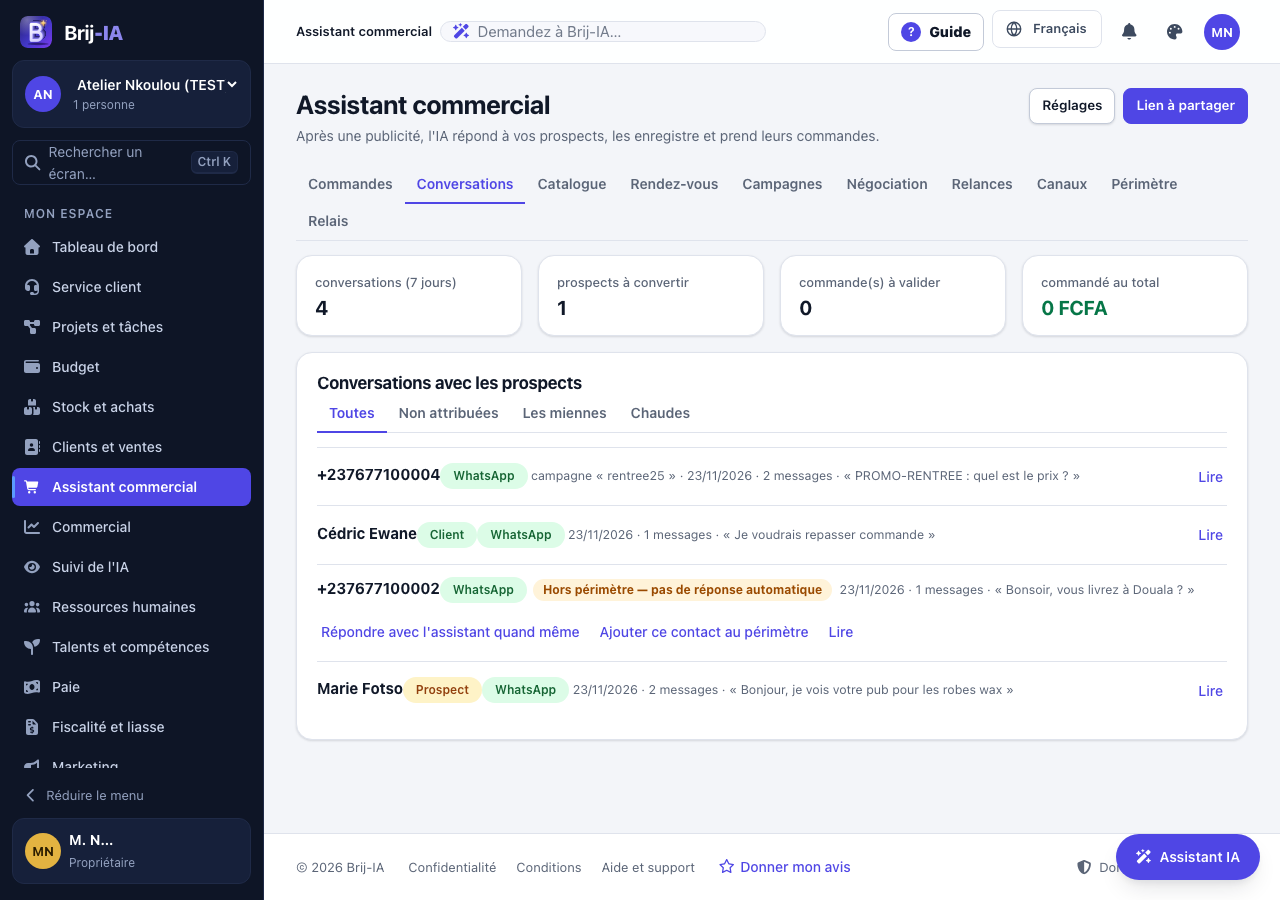 Brij-IA
AN
Atelier Nkoulou (TEST
1 personne
Rechercher un
écran...
Ctrl K
MON ESPACE
Tableau de bord
Service client
Projets et tâches
Budget
Stock et achats
Clients et ventes
Assistant commercial
Commercial
Suivi de l'IA
Ressources humaines
Talents et compétences
Paie
Fiscalité et liasse
Marketing
Réduire le menu
MN
M. N...
Propriétaire
Assistant commercial
Demandez à Brij-IA...
? Guide
Français
MN
Assistant commercial
Réglages
Lien à partager
Après une publicité, l'IA répond à vos prospects, les enregistre et prend leurs commandes.
Commandes Conversations Catalogue Rendez-vous Campagnes Négociation Relances Canaux Périmètre
Relais
conversations (7 jours)
4
prospects à convertir
1
commande(s) à valider
0
commandé au total
0 FCFA
Conversations avec les prospects
Toutes Non attribuées Les miennes Chaudes
+237677100004 WhatsApp campagne « rentree25 » · 23/11/2026 · 2 messages · « PROMO-RENTREE : quel est le prix ? » Lire
Cédric Ewane Client WhatsApp 23/11/2026 · 1 messages · « Je voudrais repasser commande » Lire
+237677100002 WhatsApp Hors périmètre — pas de réponse automatique 23/11/2026 · 1 messages · « Bonsoir, vous livrez à Douala ? »
Répondre avec l'assistant quand même Ajouter ce contact au périmètre Lire
Marie Fotso Prospect WhatsApp 23/11/2026 · 2 messages · « Bonjour, je vois votre pub pour les robes wax » Lire
© 2026 Brij-IA Confidentialité Conditions Aide et support Donner mon avis
Assistant IA